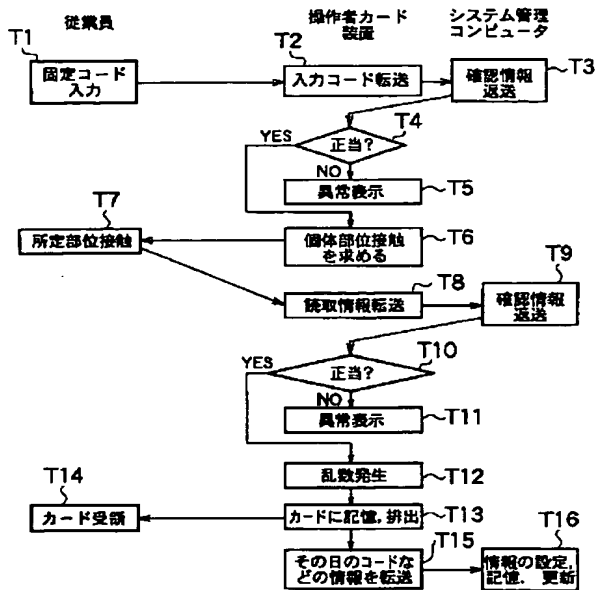 従業員
操作者カード
装置
システム管理
コンピュータ
T1
固定コード
入力
T2
入力コード転送
T3
確認情報
返送
T4
正当?
YES
NO
T5
異常表示
T6
個体部位接触
を求める
T7
所定部位接触
T8
読取情報転送
T9
確認情報
返送
T10
正当?
YES
NO
T11
異常表示
T12
乱数発生
T13
カードに記憶,排出
T14
カード受領
T15
その日のコードな
どの情報を転送
T16
情報の設定,
記憶, 更新